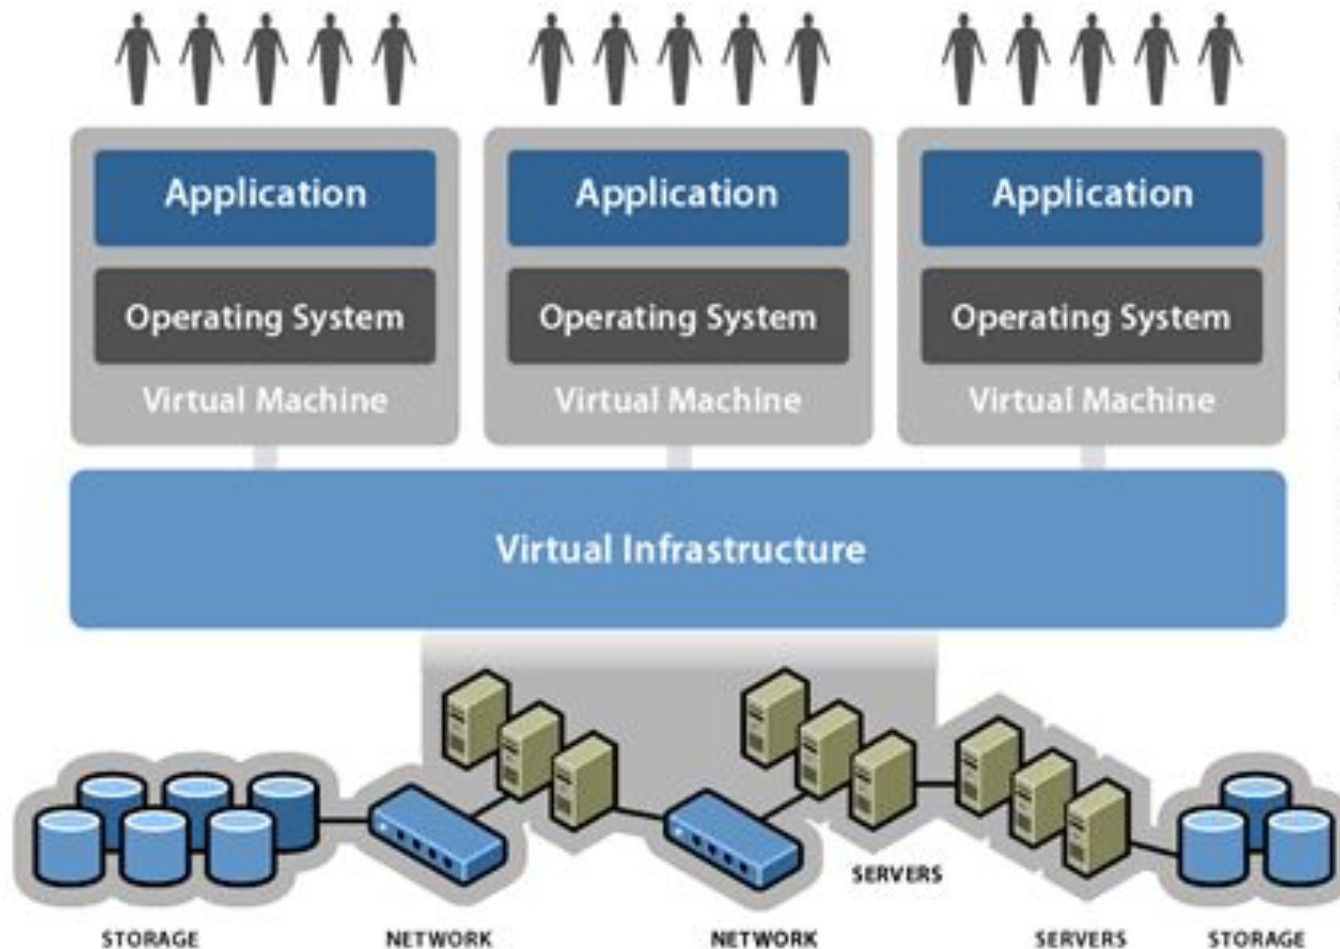 Application
Application
Application
Operating System
Operating System
Operating System
Virtual Machine
Virtual Machine
Virtual Machine
Virtual Infrastructure
SERVERS
STORAGE
NETWORK
NETWORK
SERVERS
STORAGE